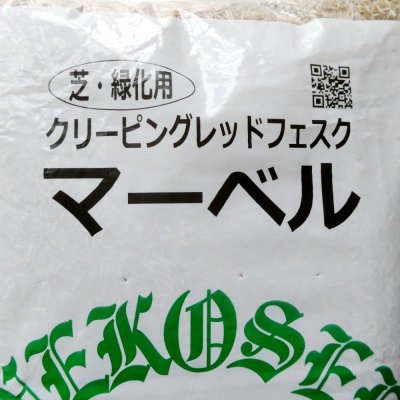 芝・緑化用
クリーピングレッドフェスク
マーベル